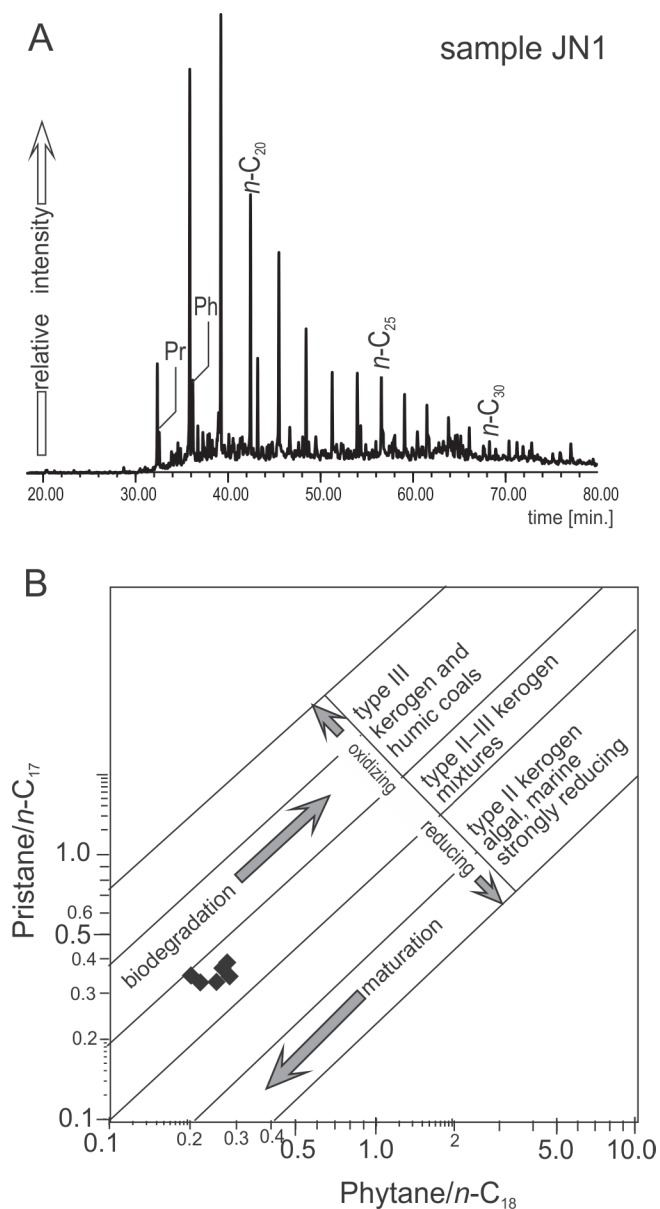 A
sample JN1
relative intensity
Pr
Ph
n-C20
n-C25
n-C30
20.00 30.00 40.00 50.00 60.00 70.00 80.00
time [min.]
B
Pristane/n-C17
1.0
0.6
0.5
0.4
0.3
0.2
0.1
type III
kerogen and
humic coals
type II–III kerogen
mixtures
type II kerogen
algal, marine
strongly reducing
oxidizing
reducing
biodegradation
maturation
0.1 0.2 0.3 0.4 0.5 1.0 2 5.0 10.0
Phytane/n-C18